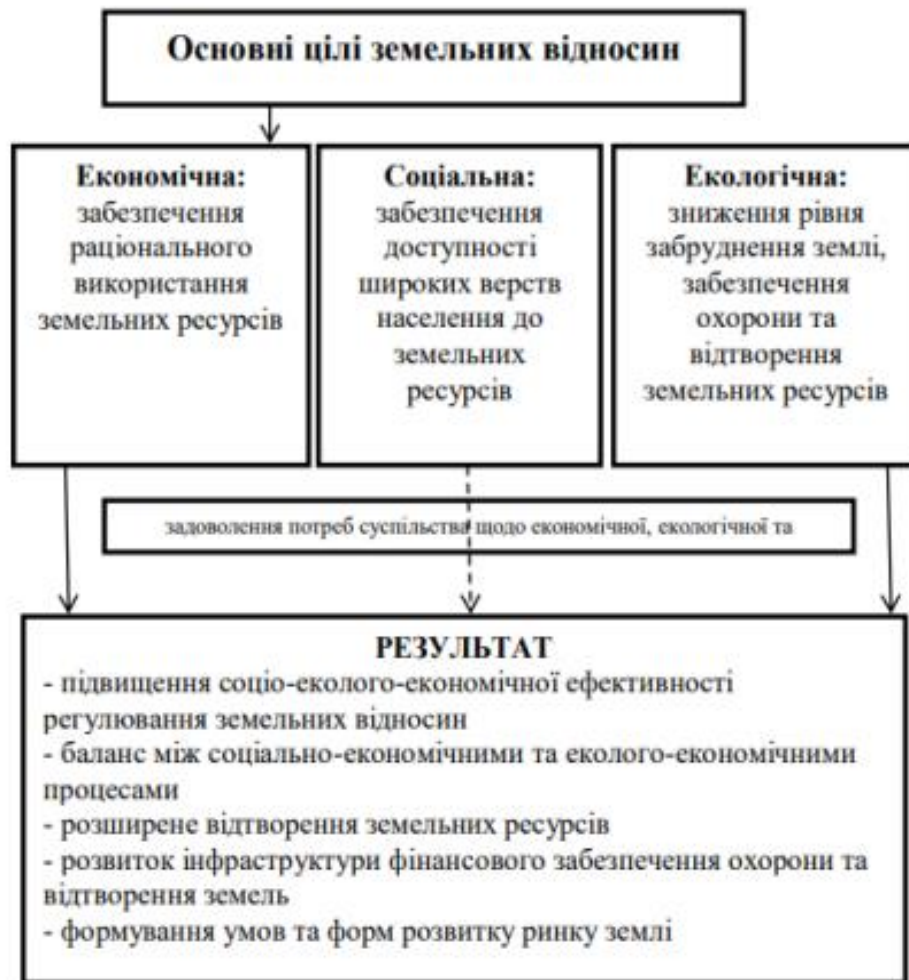 Основні цілі земельних відносин
Економічна:
забезпечення
раціонального
використання
земельних ресурсів
Соціальна:
забезпечення
доступності
широких верств
населення до
земельних
ресурсів
Екологічна:
зниження рівня
забруднення землі,
забезпечення
охорони та
відтворення
земельних ресурсів
задоволення потреб суспільства щодо економічної, екологічної та
РЕЗУЛЬТАТ
- підвищення соціо-еколого-економічної ефективності
регулювання земельних відносин
- баланс між соціально-економічними та еколого-економічними
процесами
- розширене відтворення земельних ресурсів
- розвиток інфраструктури фінансового забезпечення охорони та
відтворення земель
- формування умов та форм розвитку ринку землі